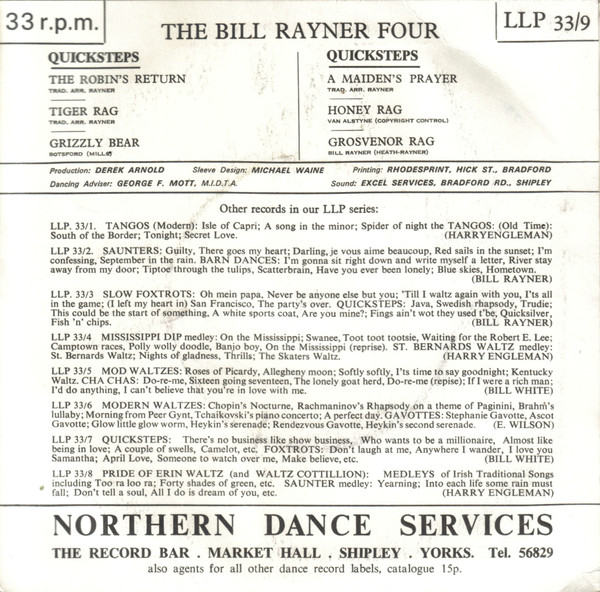 33 r.p.m.
THE BILL RAYNER FOUR
LLP 33/9
QUICKSTEPS
THE ROBIN'S RETURN
TRAD. ARR. RAYNER
TIGER RAG
TRAD. ARR. RAYNER
GRIZZLY BEAR
BOTSFORD (MILLS)
QUICKSTEPS
A MAIDEN'S PRAYER
TRAD. ARR. RAYNER
HONEY RAG
VAN ALSTYNE (COPYRIGHT CONTROL)
GROSVENOR RAG
BILL RAYNER (HEATH-RAYNER)
Production: DEREK ARNOLD Sleeve Design: MICHAEL WAINE Printing: RHODESPRINT, HICK ST., BRADFORD
Dancing Adviser: GEORGE F. MOTT, M.I.D.T.A. Sound: EXCEL SERVICES, BRADFORD RD., SHIPLEY
Other records in our LLP series:
LLP. 33/1. TANGOS (Modern): Isle of Capri; A song in the minor; Spider of night the TANGOS: (Old Time):
South of the Border; Tonight; Secret Love. (HARRYENGLEMAN)
LLP 33/2. SAUNTERS: Guilty, There goes my heart; Darling, je vous aime beaucoup, Red sails in the sunset; I'm
confessing, September in the rain. BARN DANCES: I'm gonna sit right down and write myself a letter, River stay
away from my door; Tiptoe through the tulips, Scatterbrain, Have you ever been lonely; Blue skies, Hometown.
(BILL RAYNER)
LLP. 33/3 SLOW FOXTROTS: Oh mein papa, Never be anyone else but you; 'Till I waltz again with you, I'ts all
in the game; (I left my heart in) San Francisco, The party's over. QUICKSTEPS: Java, Swedish rhapsody, Trudie;
This could be the start of something, A white sports coat, Are you mine?; Fings ain't wot they used t'be, Quicksilver,
Fish 'n' chips. (BILL RAYNER)
LLP 33/4 MISSISSIPPI DIP medley: On the Mississippi; Swanee, Toot toot tootsie, Waiting for the Robert E. Lee;
Camptown races, Polly wolly doodle, Banjo boy, On the Mississippi (reprise). ST. BERNARDS WALTZ medley:
St. Bernards Waltz; Nights of gladness, Thrills; The Skaters Waltz. (HARRY ENGLEMAN)
LLP 33/5 MOD WALTZES: Roses of Picardy, Allegheny moon; Softly softly, I'ts time to say goodnight; Kentucky
Waltz. CHA CHAS: Do-re-me, Sixteen going seventeen, The lonely goat herd, Do-re-me (repise); If I were a rich man;
I'd do anything, I can't believe that you're in love with me. (BILL WHITE)
LLP 33/6 MODERN WALTZES: Chopin's Nocturne, Rachmaninov's Rhapsody on a theme of Paginini, Brahm's
lullaby; Morning from Peer Gynt, Tchaikovski's piano concerto; A perfect day. GAVOTTES: Stephanie Gavotte, Ascot
Gavotte; Glow little glow worm, Heykin's serenade; Rendezvous Gavotte, Heykin's second serenade. (E. WILSON)
LLP 33/7 QUICKSTEPS: There's no business like show business, Who wants to be a millionaire, Almost like
being in love; A couple of swells, Camelot, etc. FOXTROTS: Don't laugh at me, Anywhere I wander, I love you
Samantha; April Love, Someone to watch over me, Make believe, etc. (BILL WHITE)
LLP 33/8 PRIDE OF ERIN WALTZ (and WALTZ COTTILLION): MEDLEYS of Irish Traditional Songs
including Too ra loo ra; Forty shades of green, etc. SAUNTER medley: Yearning; Into each life some rain must
fall; Don't tell a soul, All I do is dream of you, etc. (HARRY ENGLEMAN)
NORTHERN DANCE SERVICES
THE RECORD BAR . MARKET HALL . SHIPLEY . YORKS. Tel. 56829
also agents for all other dance record labels, catalogue 15p.